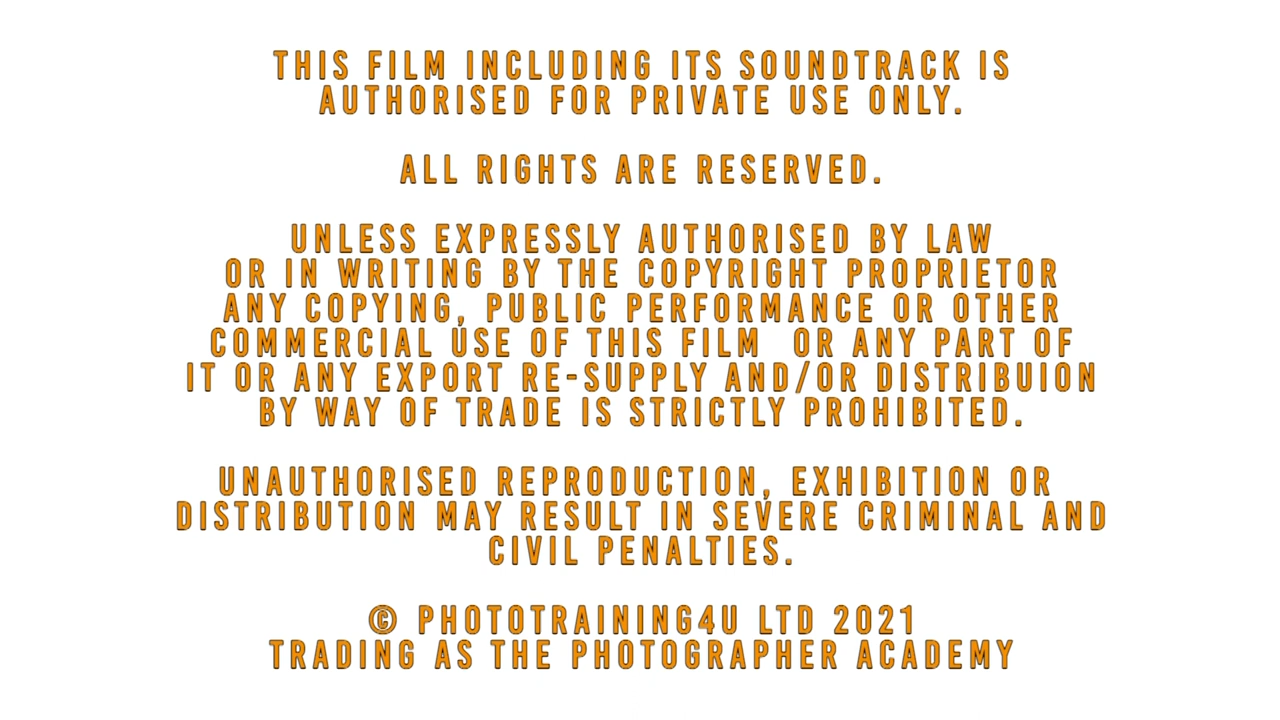 THIS FILM INCLUDING ITS SOUNDTRACK IS
AUTHORISED FOR PRIVATE USE ONLY.
ALL RIGHTS ARE RESERVED.
UNLESS EXPRESSLY AUTHORISED BY LAW
OR IN WRITING BY THE COPYRIGHT PROPRIETOR
ANY COPYING, PUBLIC PERFORMANCE OR OTHER
COMMERCIAL USE OF THIS FILM  OR ANY PART OF
IT OR ANY EXPORT RE-SUPPLY AND/OR DISTRIBUION
BY WAY OF TRADE IS STRICTLY PROHIBITED.
UNAUTHORISED REPRODUCTION, EXHIBITION OR
DISTRIBUTION MAY RESULT IN SEVERE CRIMINAL AND
CIVIL PENALTIES.
© PHOTOTRAINING4U LTD 2021
TRADING AS THE PHOTOGRAPHER ACADEMY